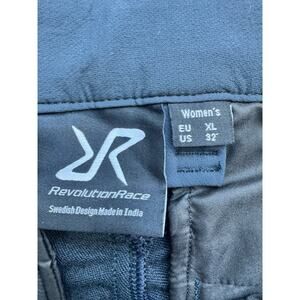 Women's
EU XL
US 32"
RevolutionRace
Swedish Design Made in India